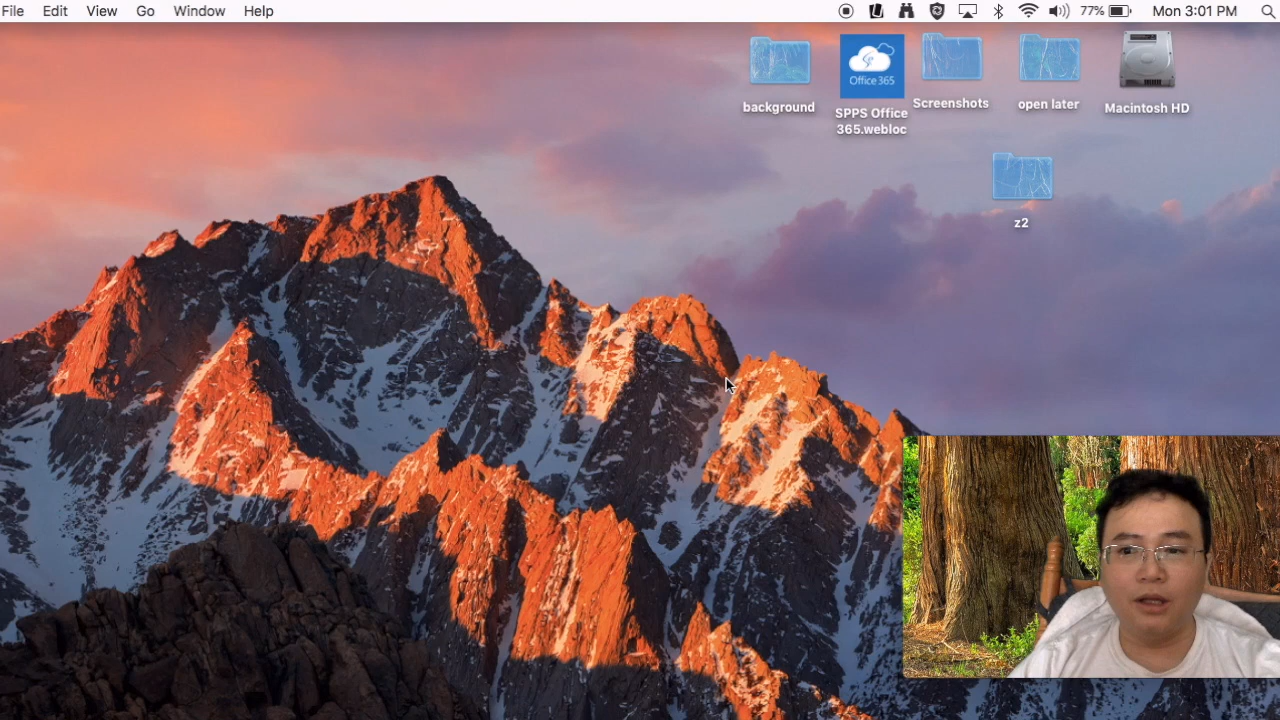 File Edit View Go Window Help 77% Mon 3:01 PM
background
Office 365
SPPS Office
365.webloc
Screenshots
open later
Macintosh HD
z2